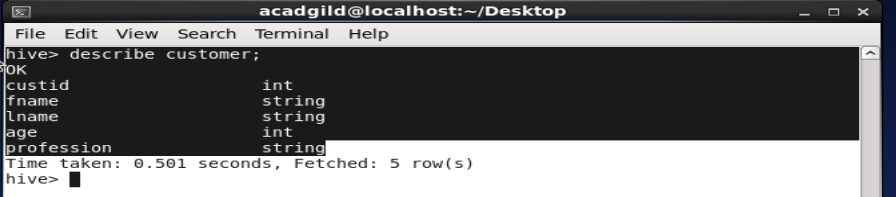 acadgild@localhost:~/Desktop
File Edit View Search Terminal Help
hive> describe customer;
OK
custid int
fname string
lname string
age int
profession string
Time taken: 0.501 seconds, Fetched: 5 row(s)
hive>